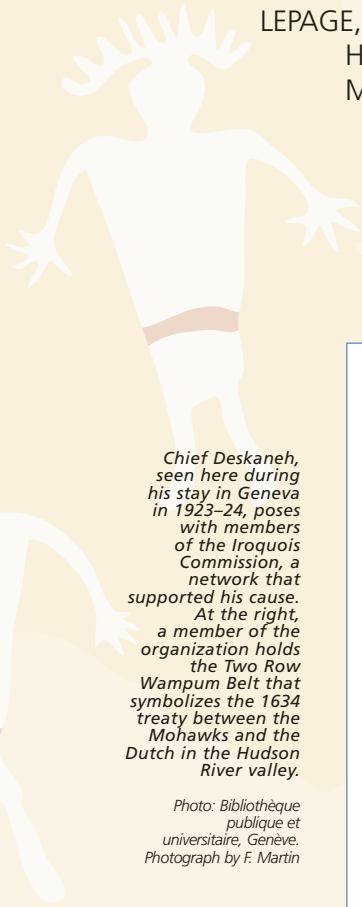 LEPAGE,
H
M
Chief Deskaneh,
seen here during
his stay in Geneva
in 1923–24, poses
with members
of the Iroquois
Commission, a
network that
supported his cause.
At the right,
a member of the
organization holds
the Two Row
Wampum Belt that
symbolizes the 1634
treaty between the
Mohawks and the
Dutch in the Hudson
River valley.
Photo: Bibliothèque
publique et
universitaire, Genève.
Photograph by F. Martin